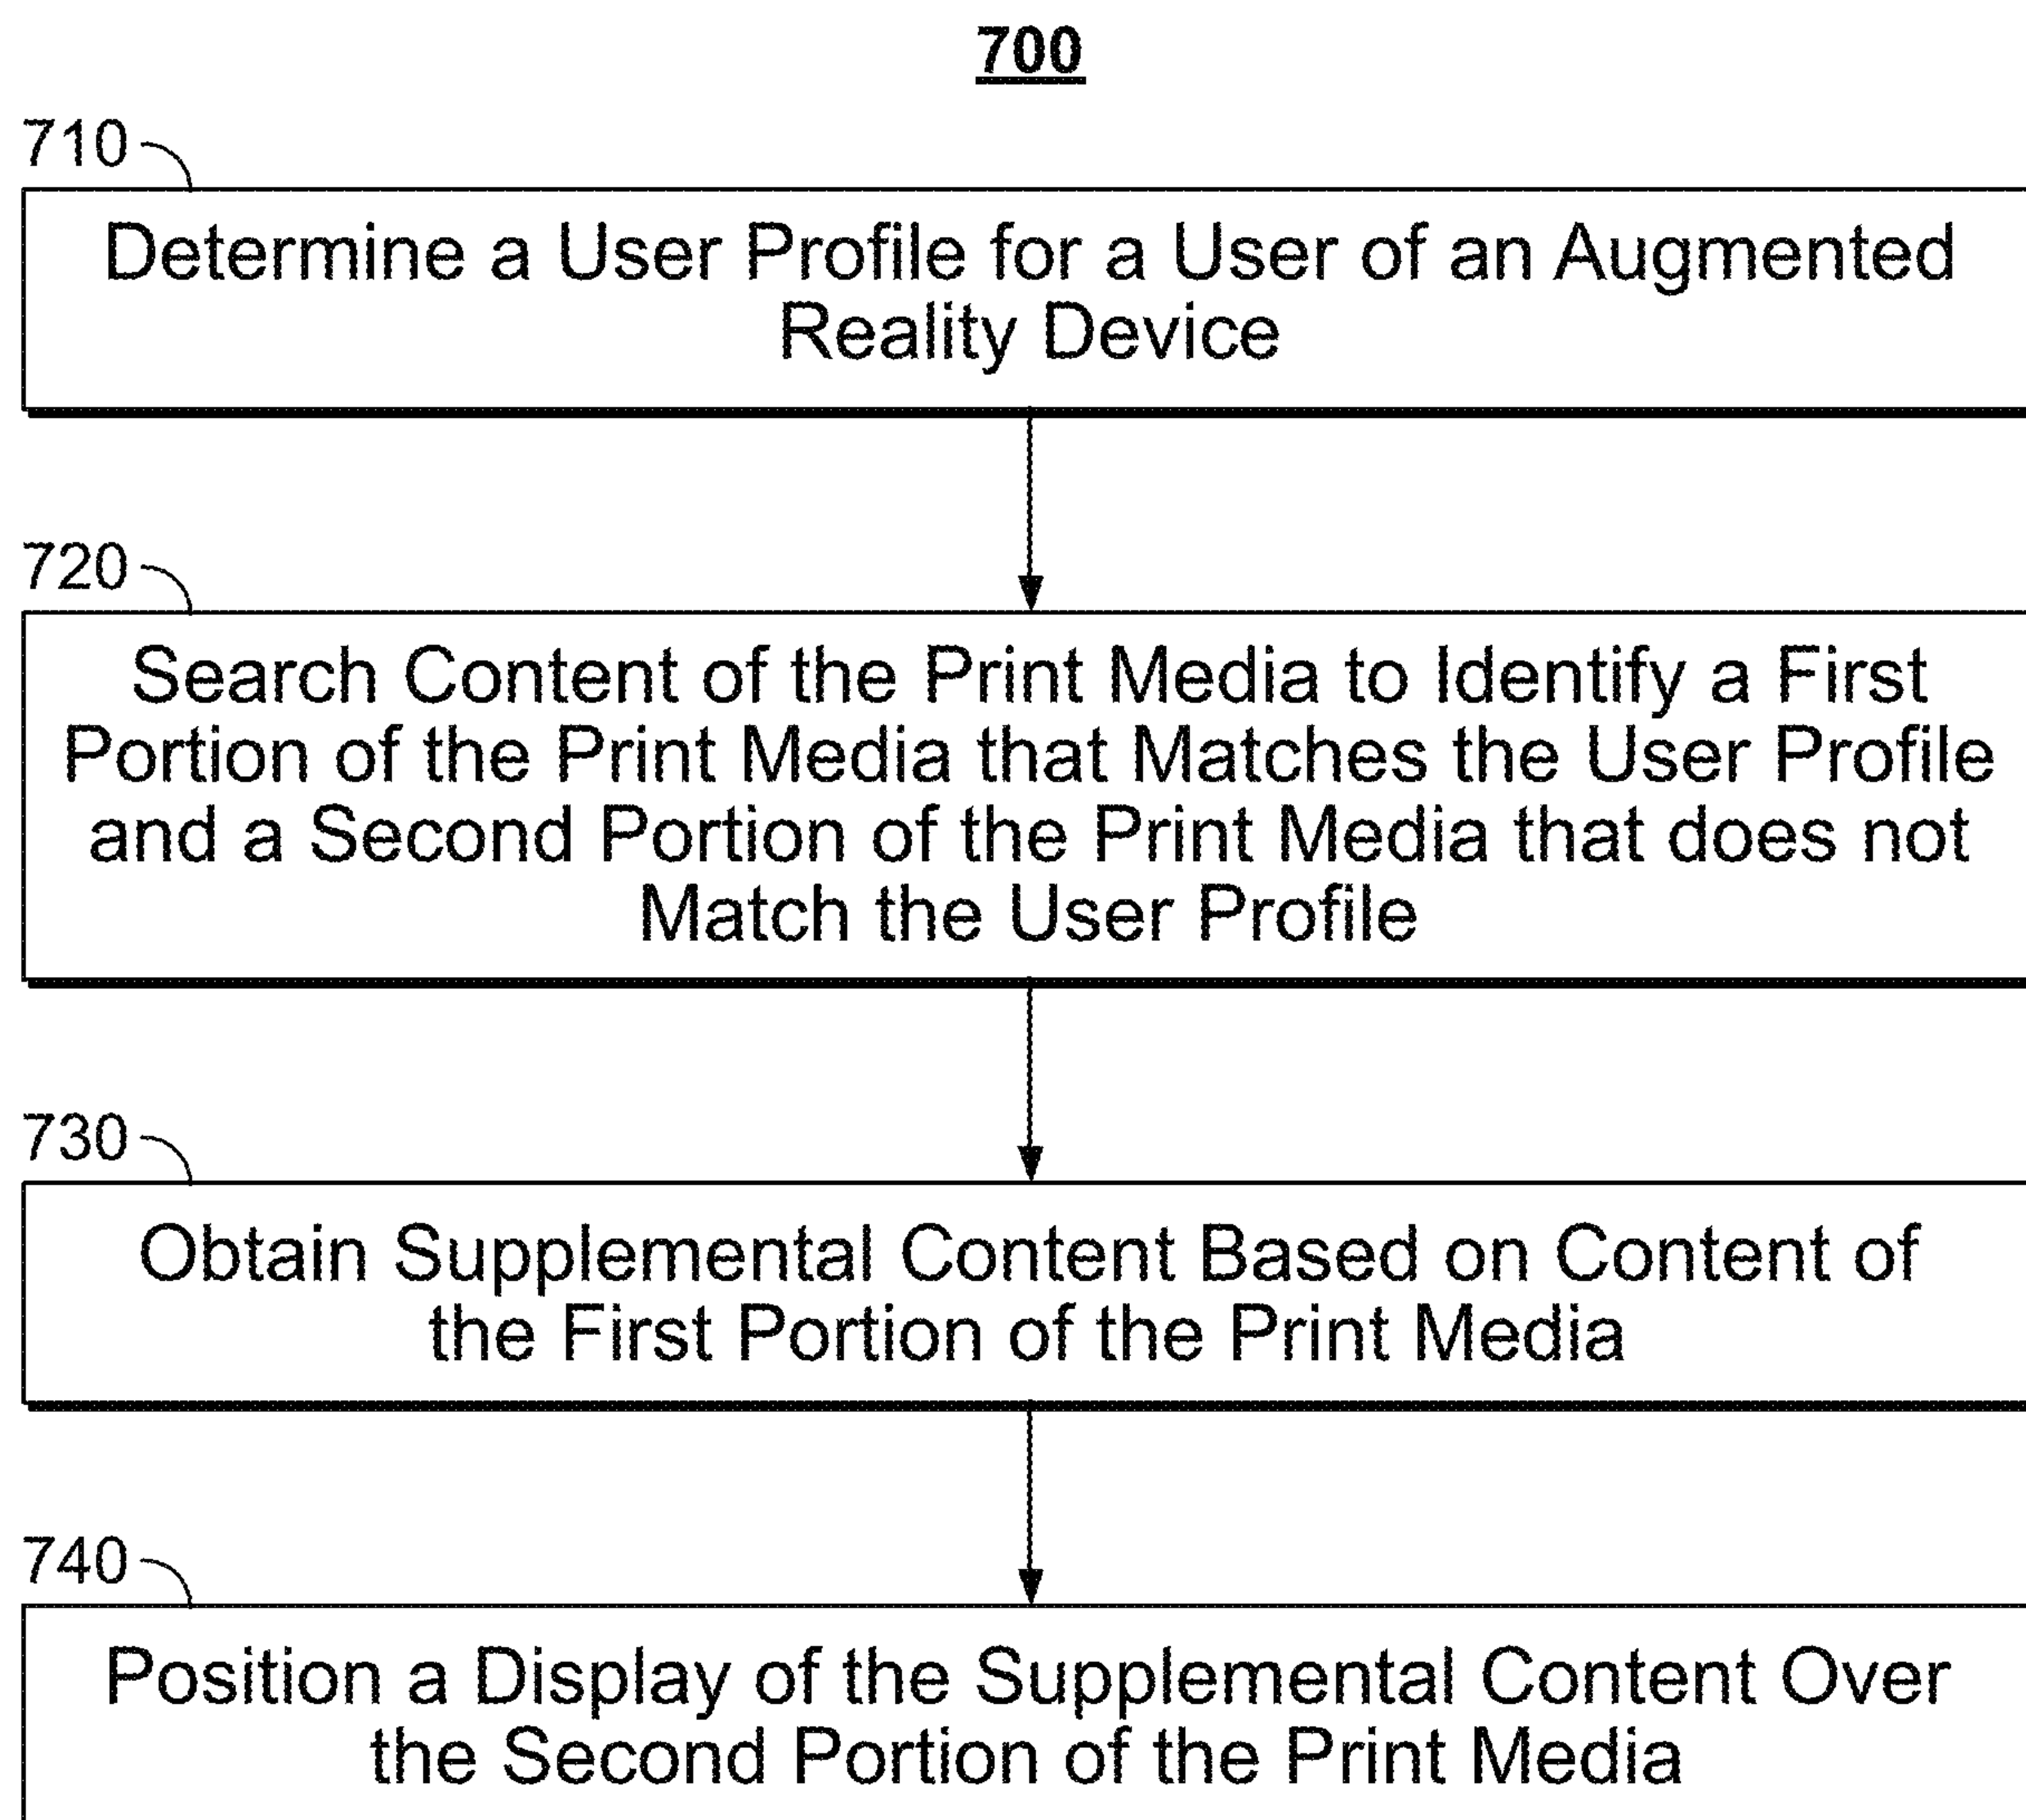 700
710
Determine a User Profile for a User of an Augmented
Reality Device
720
Search Content of the Print Media to Identify a First
Portion of the Print Media that Matches the User Profile
and a Second Portion of the Print Media that does not
Match the User Profile
730
Obtain Supplemental Content Based on Content of
the First Portion of the Print Media
740
Position a Display of the Supplemental Content Over
the Second Portion of the Print Media